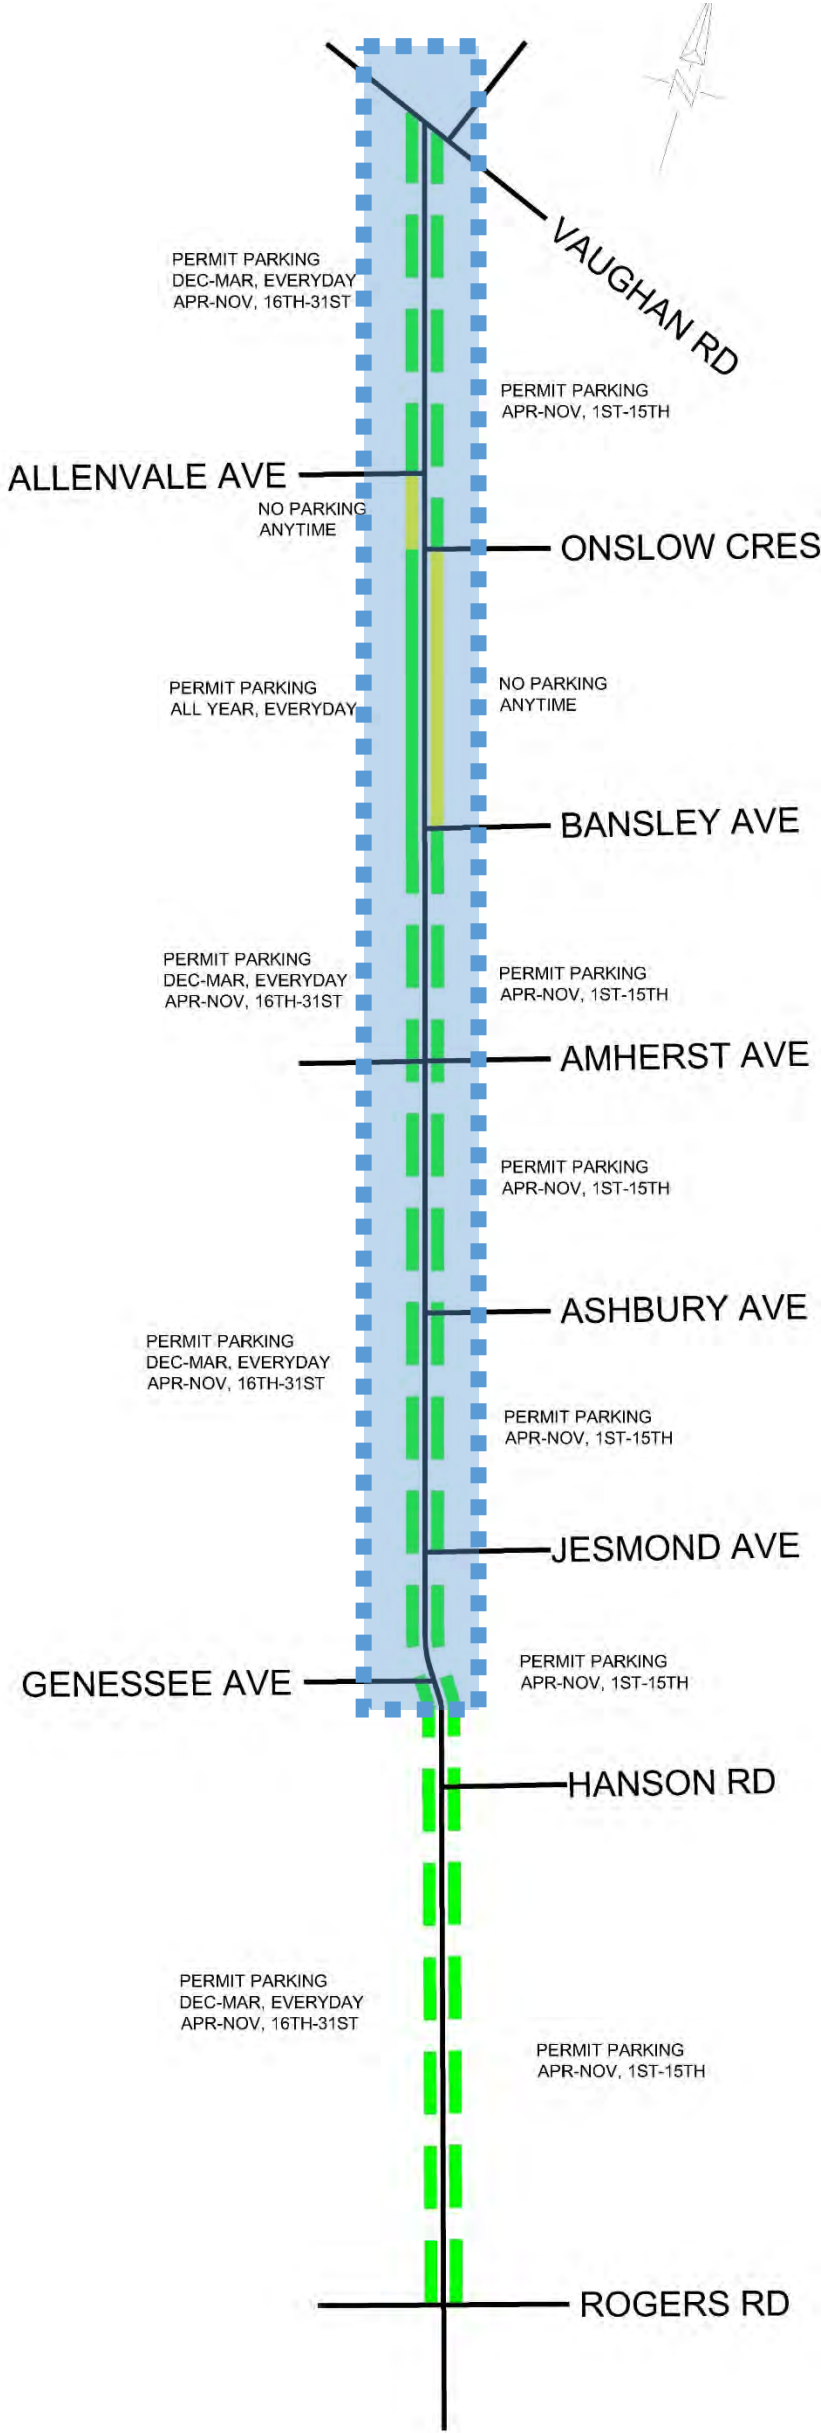 N
VAUGHAN RD
PERMIT PARKING
DEC-MAR, EVERYDAY
APR-NOV, 16TH-31ST
PERMIT PARKING
APR-NOV, 1ST-15TH
ALLENVALE AVE
NO PARKING
ANYTIME
ONSLOW CRES
PERMIT PARKING
ALL YEAR, EVERYDAY
NO PARKING
ANYTIME
BANSLEY AVE
PERMIT PARKING
DEC-MAR, EVERYDAY
APR-NOV, 16TH-31ST
PERMIT PARKING
APR-NOV, 1ST-15TH
AMHERST AVE
PERMIT PARKING
APR-NOV, 1ST-15TH
ASHBURY AVE
PERMIT PARKING
DEC-MAR, EVERYDAY
APR-NOV, 16TH-31ST
PERMIT PARKING
APR-NOV, 1ST-15TH
JESMOND AVE
GENESSEE AVE
PERMIT PARKING
APR-NOV, 1ST-15TH
HANSON RD
PERMIT PARKING
DEC-MAR, EVERYDAY
APR-NOV, 16TH-31ST
PERMIT PARKING
APR-NOV, 1ST-15TH
ROGERS RD